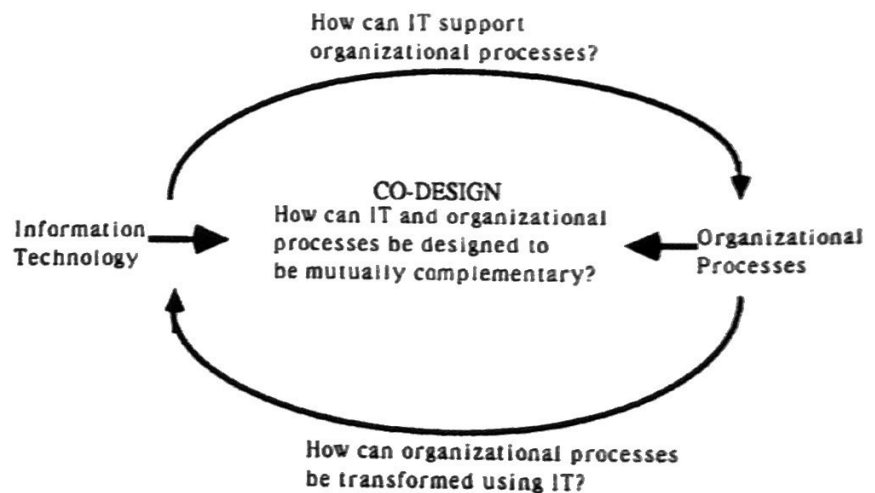 How can IT support
organizational processes?
CO-DESIGN
How can IT and organizational
processes be designed to
be mutually complementary?
Information
Technology
Organizational
Processes
How can organizational processes
be transformed using IT?